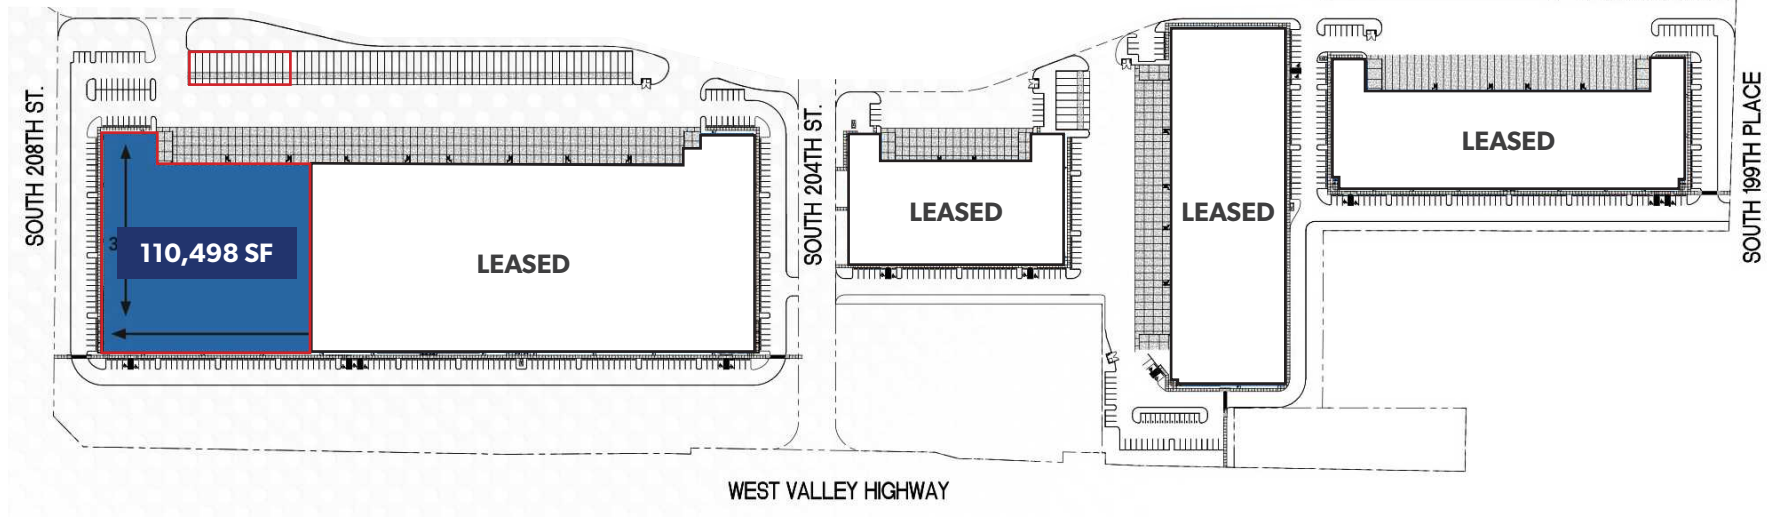 SOUTH 208TH ST.
3
110,498 SF
LEASED
SOUTH 204TH ST.
LEASED
LEASED
LEASED
SOUTH 199TH PLACE
WEST VALLEY HIGHWAY